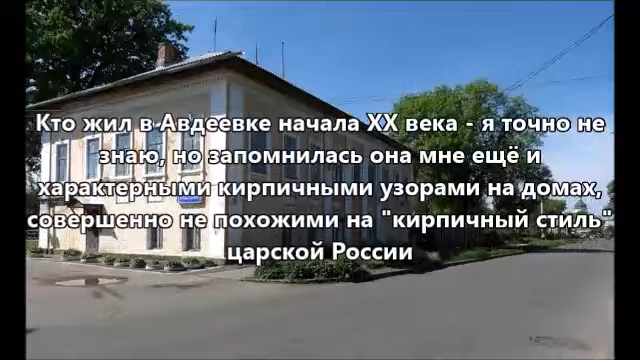 Кто жил в Авдеевке начала ХХ века - я точно не
знаю, но запомнилась она мне ещё и
характерными кирпичными узорами на домах,
совершенно не похожими на "кирпичный стиль"
царской России